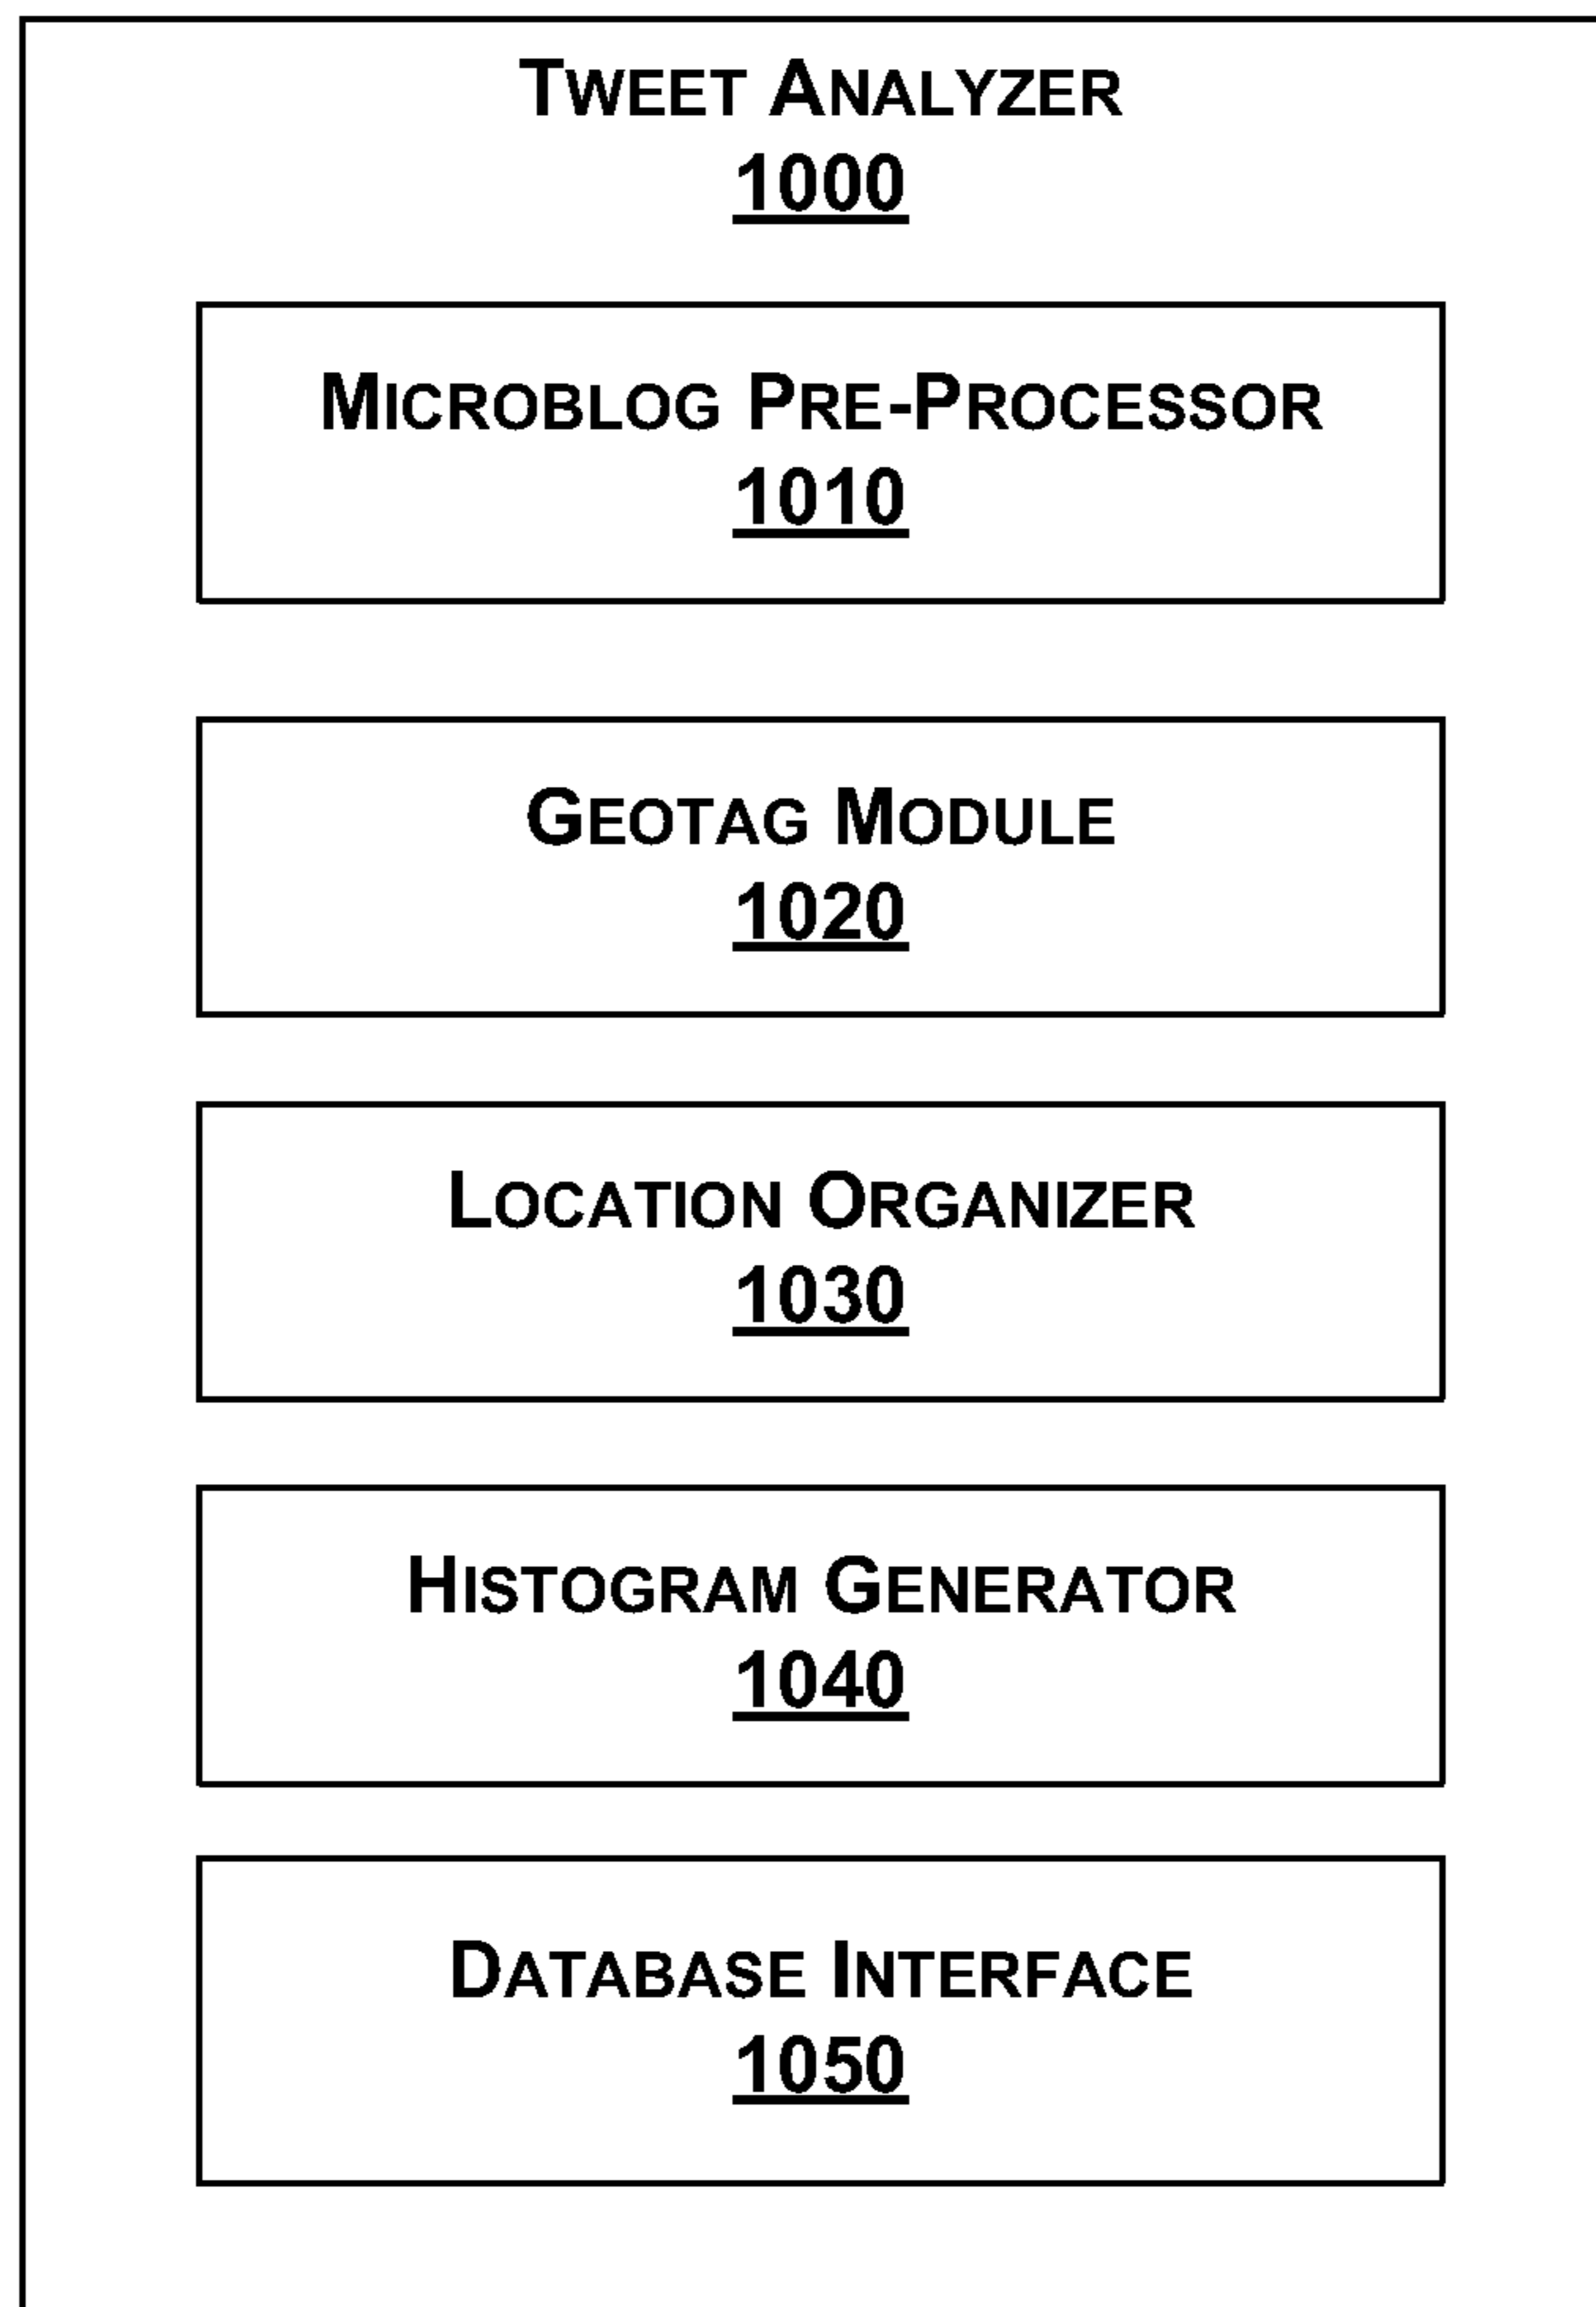 TWEET ANALYZER
1000
MICROBLOG PRE-PROCESSOR
1010
GEOTAG MODULE
1020
LOCATION ORGANIZER
1030
HISTOGRAM GENERATOR
1040
DATABASE INTERFACE
1050